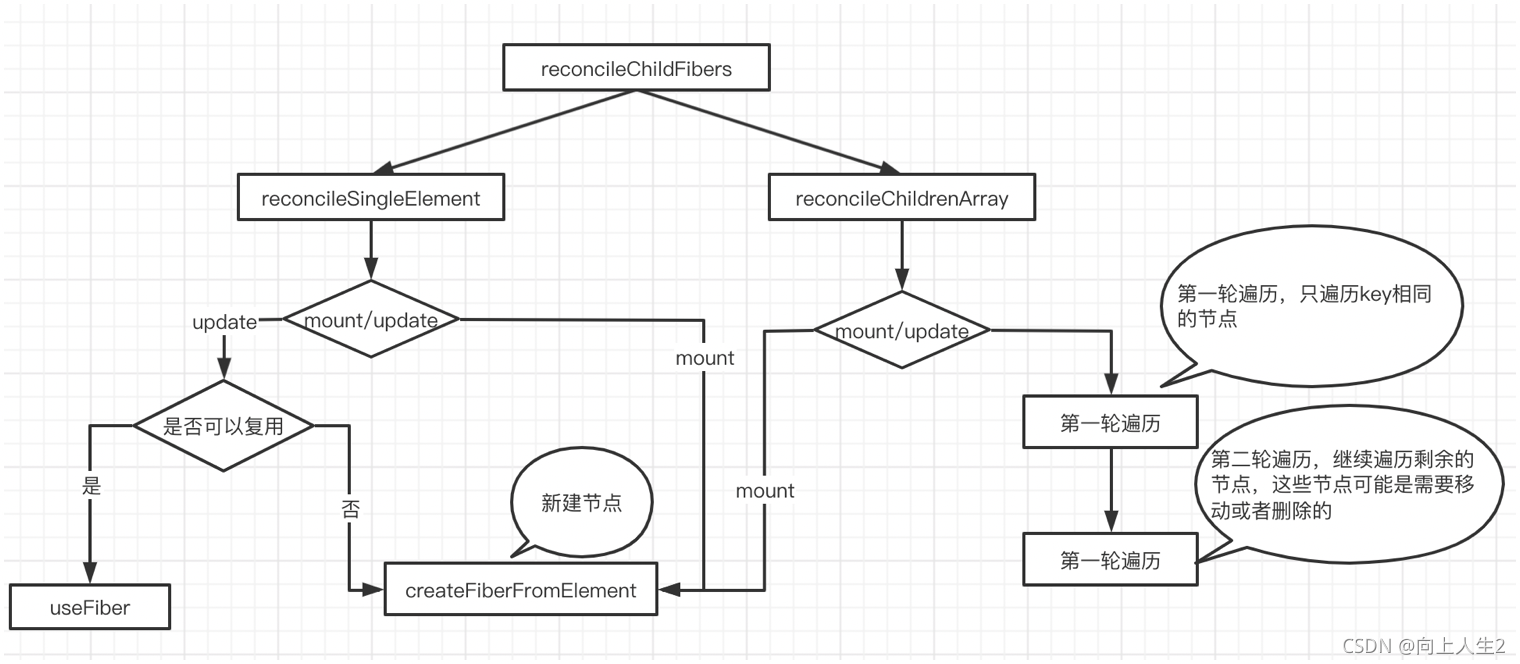 reconcileChildFibers
reconcileSingleElement
reconcileChildrenArray
mount/update
update
mount
mount/update
第一轮遍历，只遍历key相同
的节点
是否可以复用
第一轮遍历
是
否
新建节点
mount
第二轮遍历，继续遍历剩余的
节点，这些节点可能是需要移
动或者删除的
第一轮遍历
useFiber
createFiberFromElement
CSDN @向上人生2